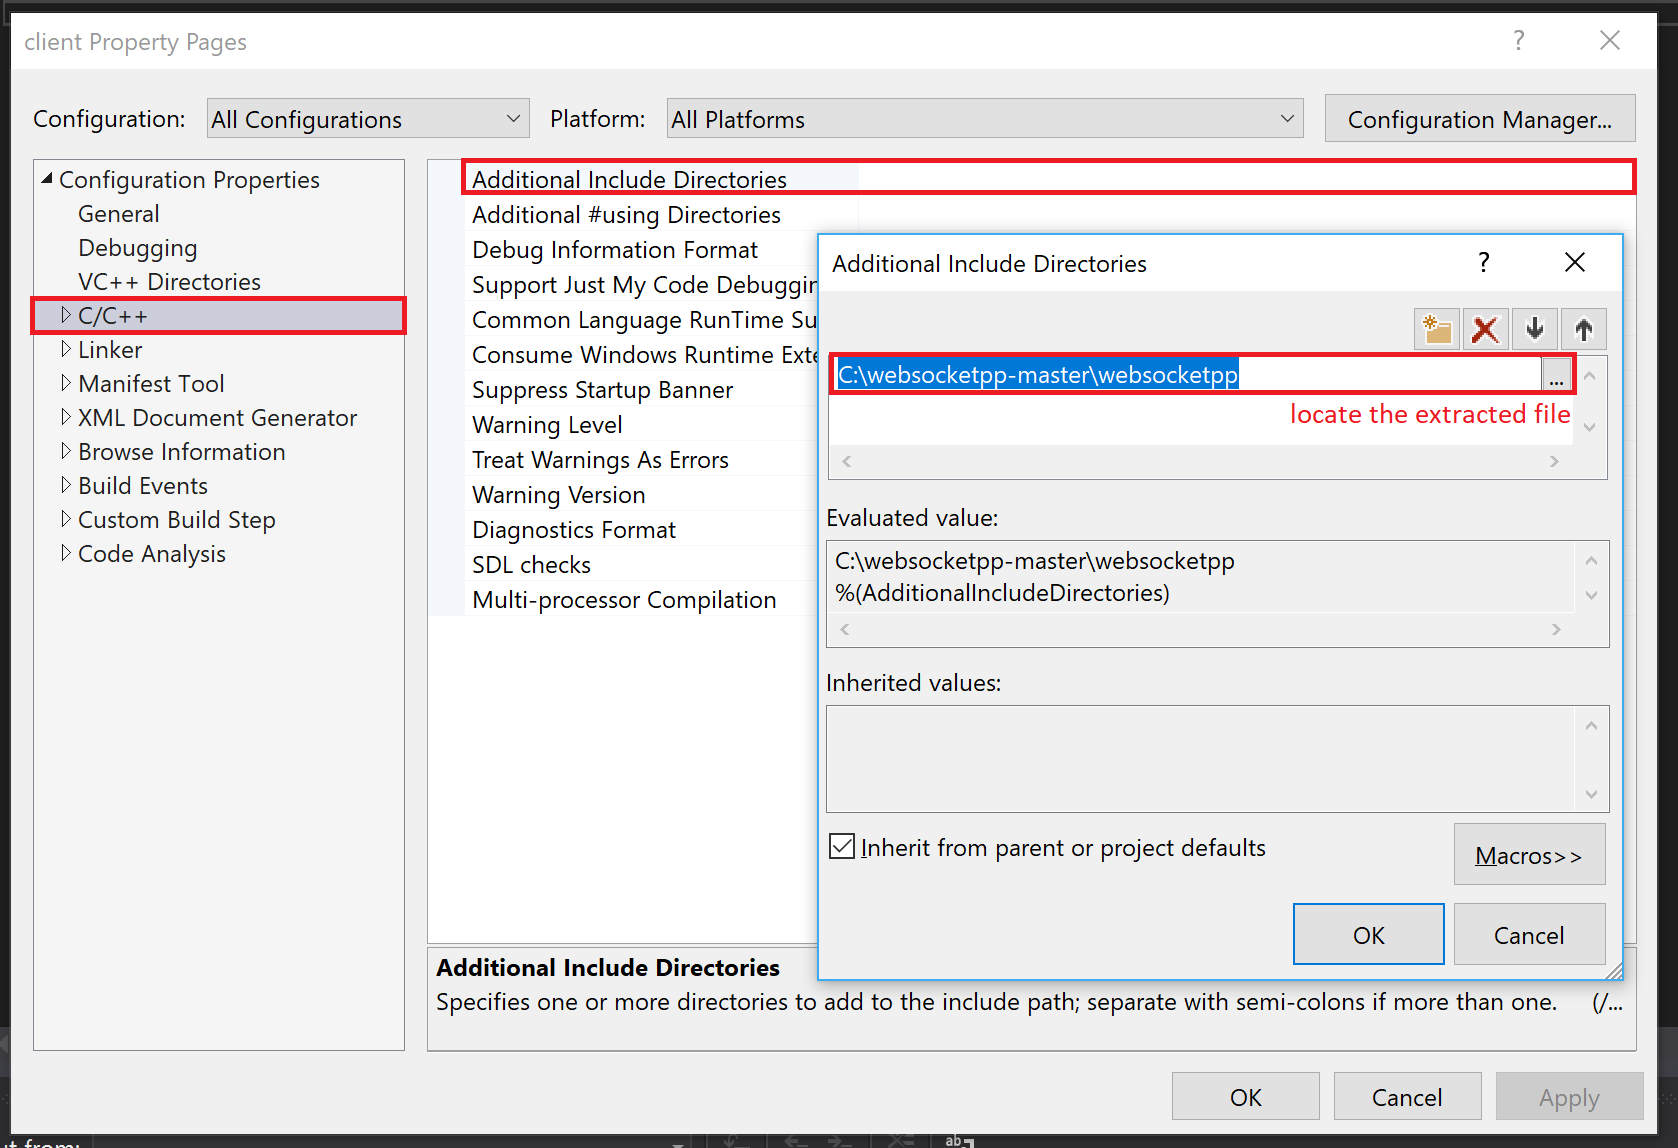 client Property Pages
?
Configuration: All Configurations Platform: All Platforms Configuration Manager...
Configuration Properties
General
Debugging
VC++ Directories
C/C++
Linker
Manifest Tool
XML Document Generator
Browse Information
Build Events
Custom Build Step
Code Analysis
Additional Include Directories
Additional #using Directories
Debug Information Format
Support Just My Code Debuggin
Common Language RunTime Su
Consume Windows Runtime Exte
Suppress Startup Banner
Warning Level
Treat Warnings As Errors
Warning Version
Diagnostics Format
SDL checks
Multi-processor Compilation
Additional Include Directories
?
C:\websocketpp-master\websocketpp
...
locate the extracted file
Evaluated value:
C:\websocketpp-master\websocketpp
%(AdditionalIncludeDirectories)
Inherited values:
Inherit from parent or project defaults
Macros>>
OK Cancel
Additional Include Directories
Specifies one or more directories to add to the include path; separate with semi-colons if more than one. (/...
OK Cancel Apply
ab